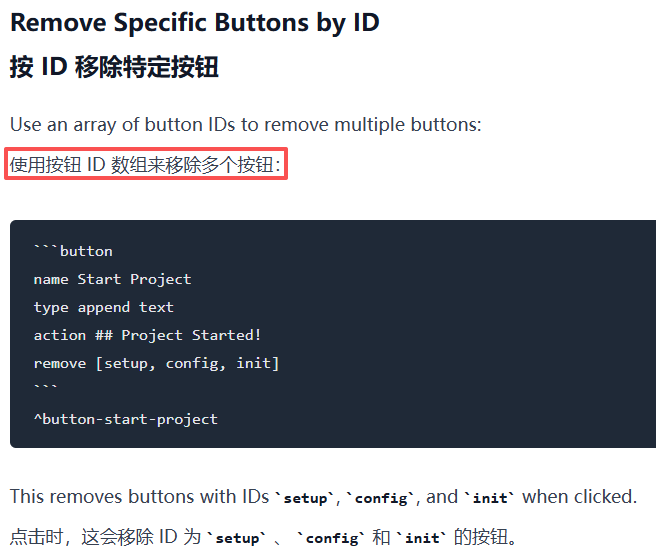 Remove Specific Buttons by ID
按 ID 移除特定按钮
Use an array of button IDs to remove multiple buttons:
使用按钮 ID 数组来移除多个按钮：
```button
name Start Project
type append text
action ## Project Started!
remove [setup, config, init]
```
^button-start-project
This removes buttons with IDs `setup`, `config`, and `init` when clicked.
点击时，这会移除 ID 为 `setup` 、 `config` 和 `init` 的按钮。